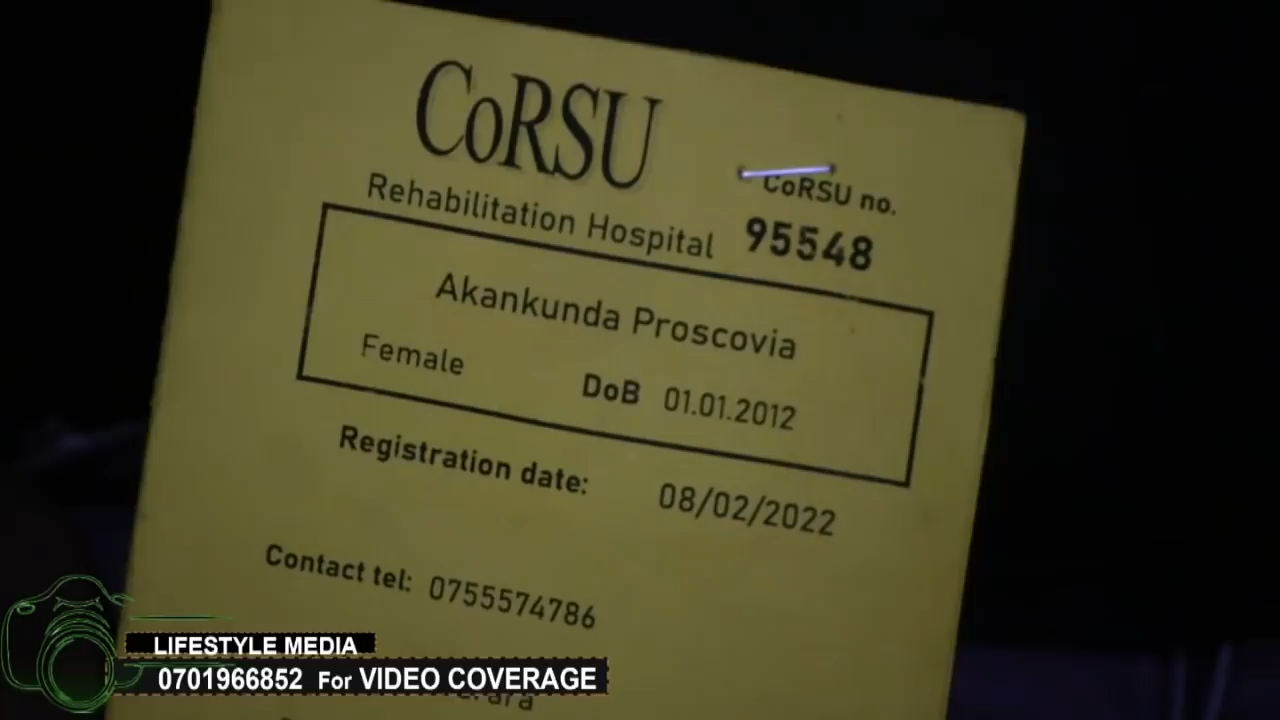 CoRSU
Rehabilitation Hospital
CoRSU no.
95548
Akankunda Proscovia
Female DoB 01.01.2012
Registration date: 08/02/2022
Contact tel: 0755574786
LIFESTYLE MEDIA
0701966852 For VIDEO COVERAGE